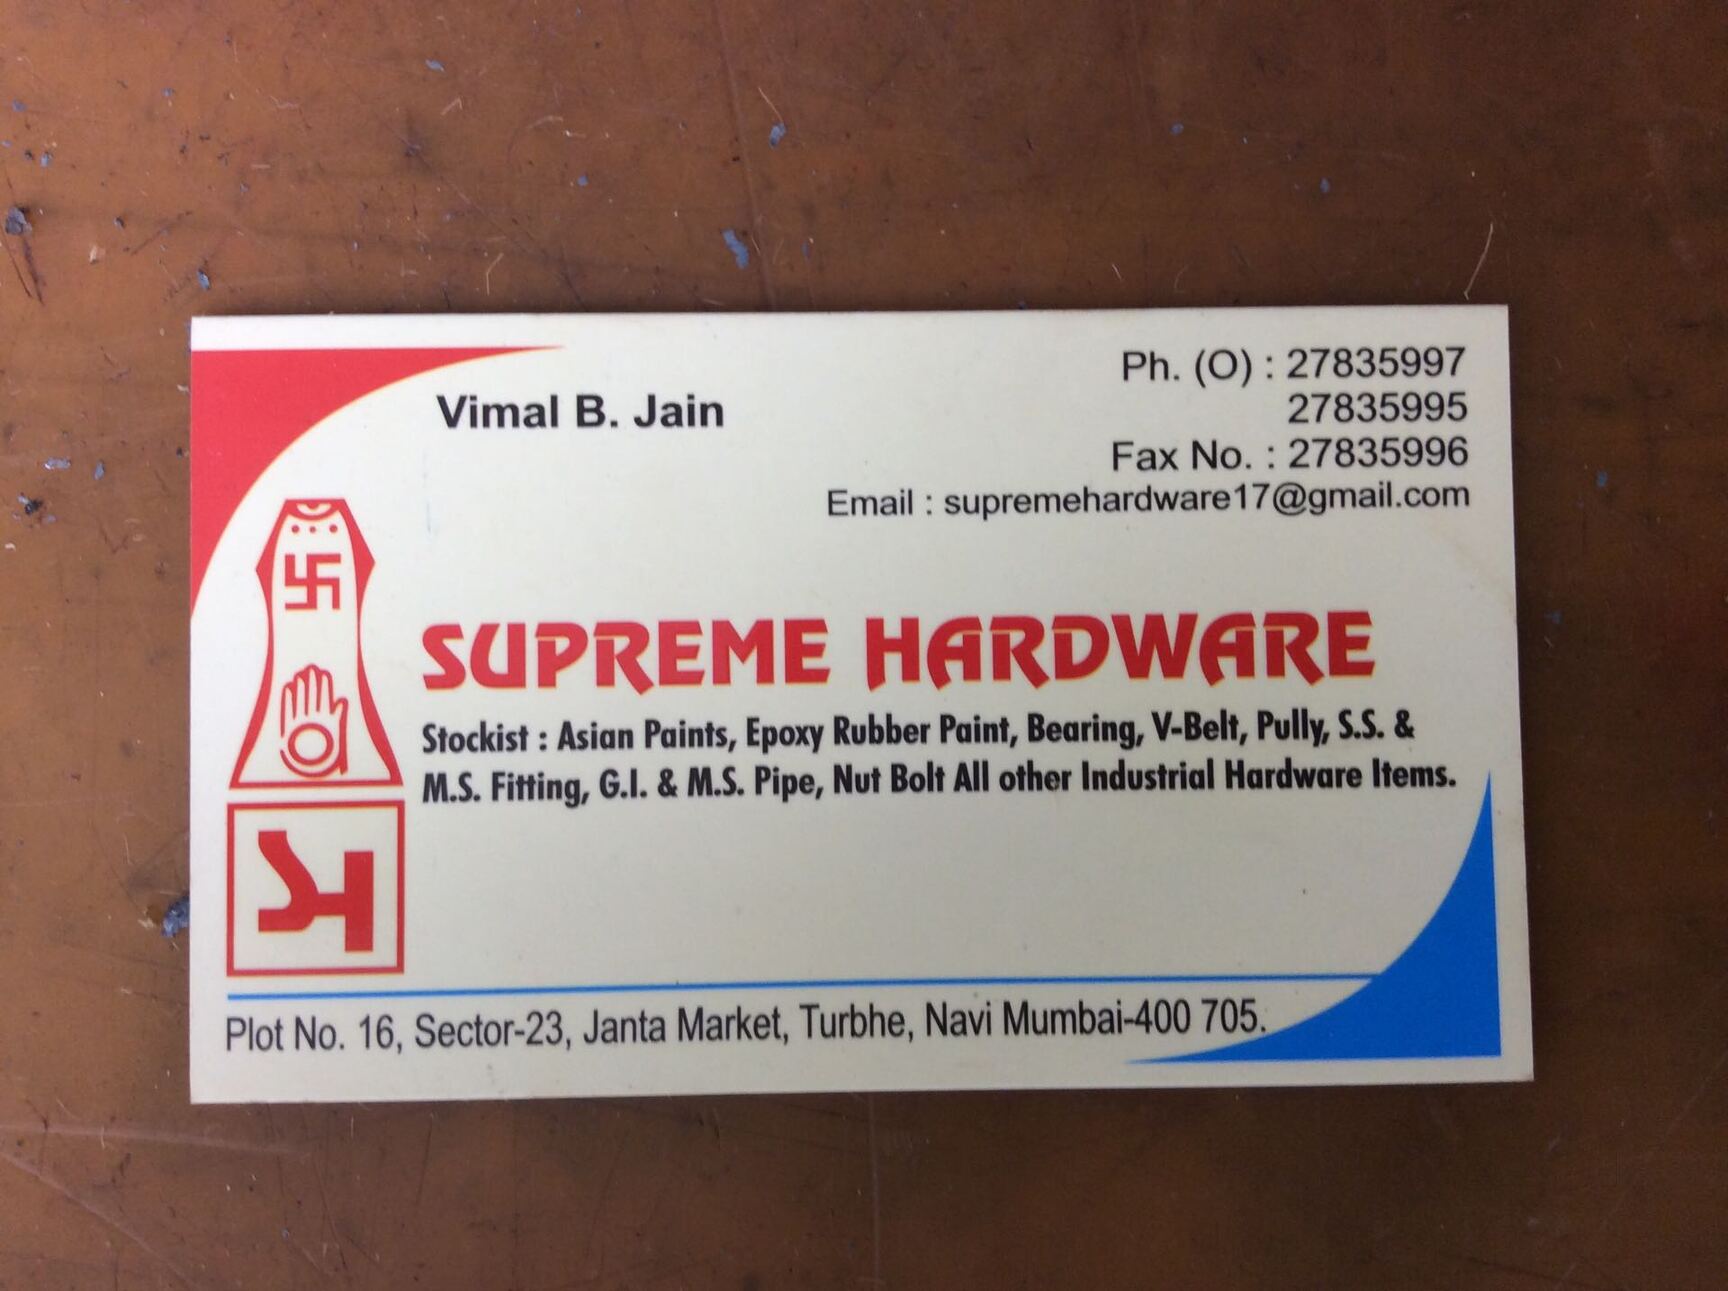 Vimal B. Jain
Ph. (O) : 27835997
27835995
Fax No. : 27835996
Email : supremehardware17@gmail.com
SUPREME HARDWARE
Stockist : Asian Paints, Epoxy Rubber Paint, Bearing, V-Belt, Pully, S.S. &
M.S. Fitting, G.I. & M.S. Pipe, Nut Bolt All other Industrial Hardware Items.
SH
Plot No. 16, Sector-23, Janta Market, Turbhe, Navi Mumbai-400 705.